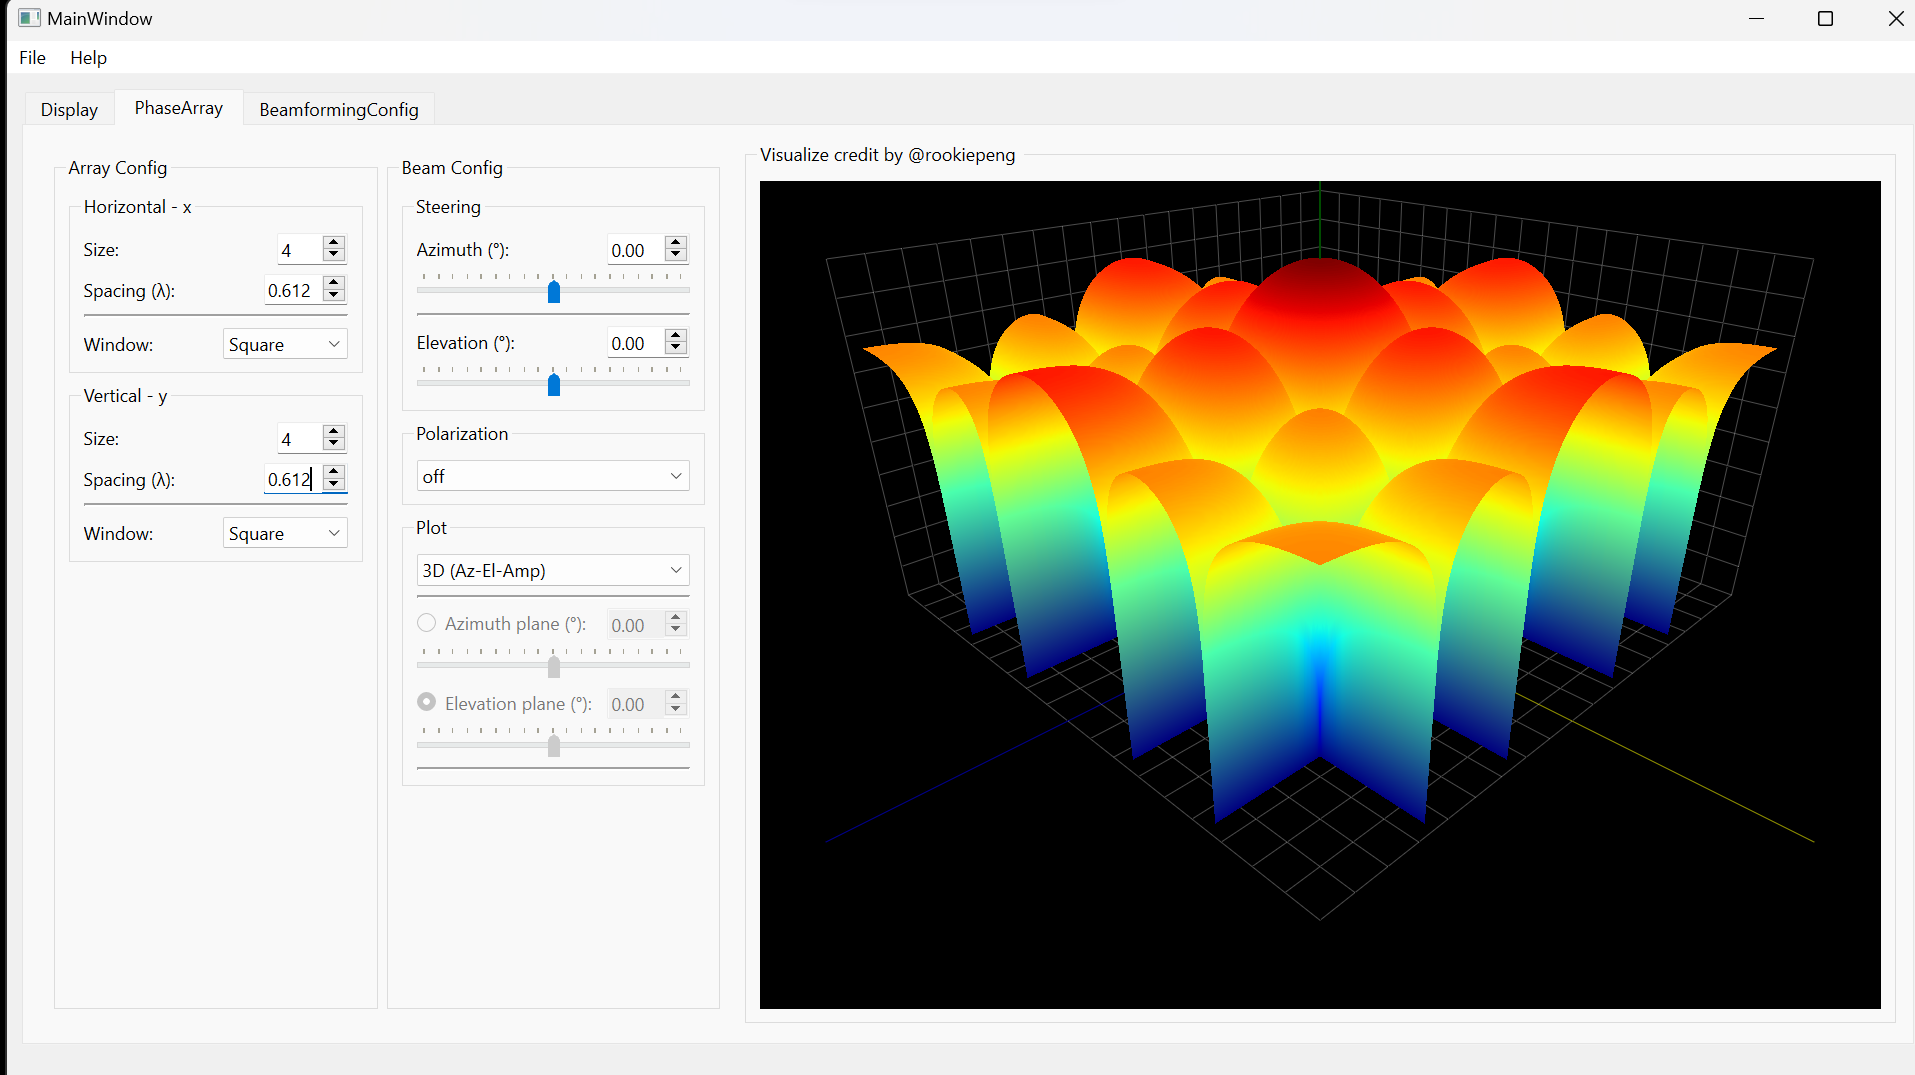 MainWindow
File Help
Display PhaseArray BeamformingConfig
Array Config
Horizontal - x
Size: 4
Spacing (λ): 0.612
Window: Square
Vertical - y
Size: 4
Spacing (λ): 0.612
Window: Square
Beam Config
Steering
Azimuth (°): 0.00
Elevation (°): 0.00
Polarization
off
Plot
3D (Az-El-Amp)
Azimuth plane (°): 0.00
Elevation plane (°): 0.00
Visualize credit by @rookiepeng